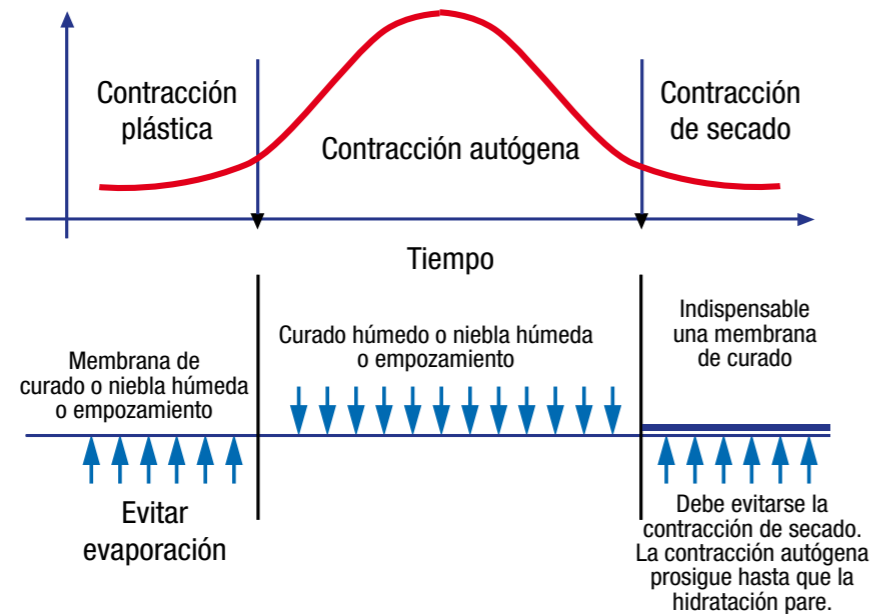 Contracción
plástica
Contracción autógena
Contracción
de secado
Tiempo
Membrana de
curado o niebla húmeda
o empozamiento
Curado húmedo o niebla húmeda
o empozamiento
Indispensable
una membrana
de curado
Evitar
evaporación
Debe evitarse la
contracción de secado.
La contracción autógena
prosigue hasta que la
hidratación pare.